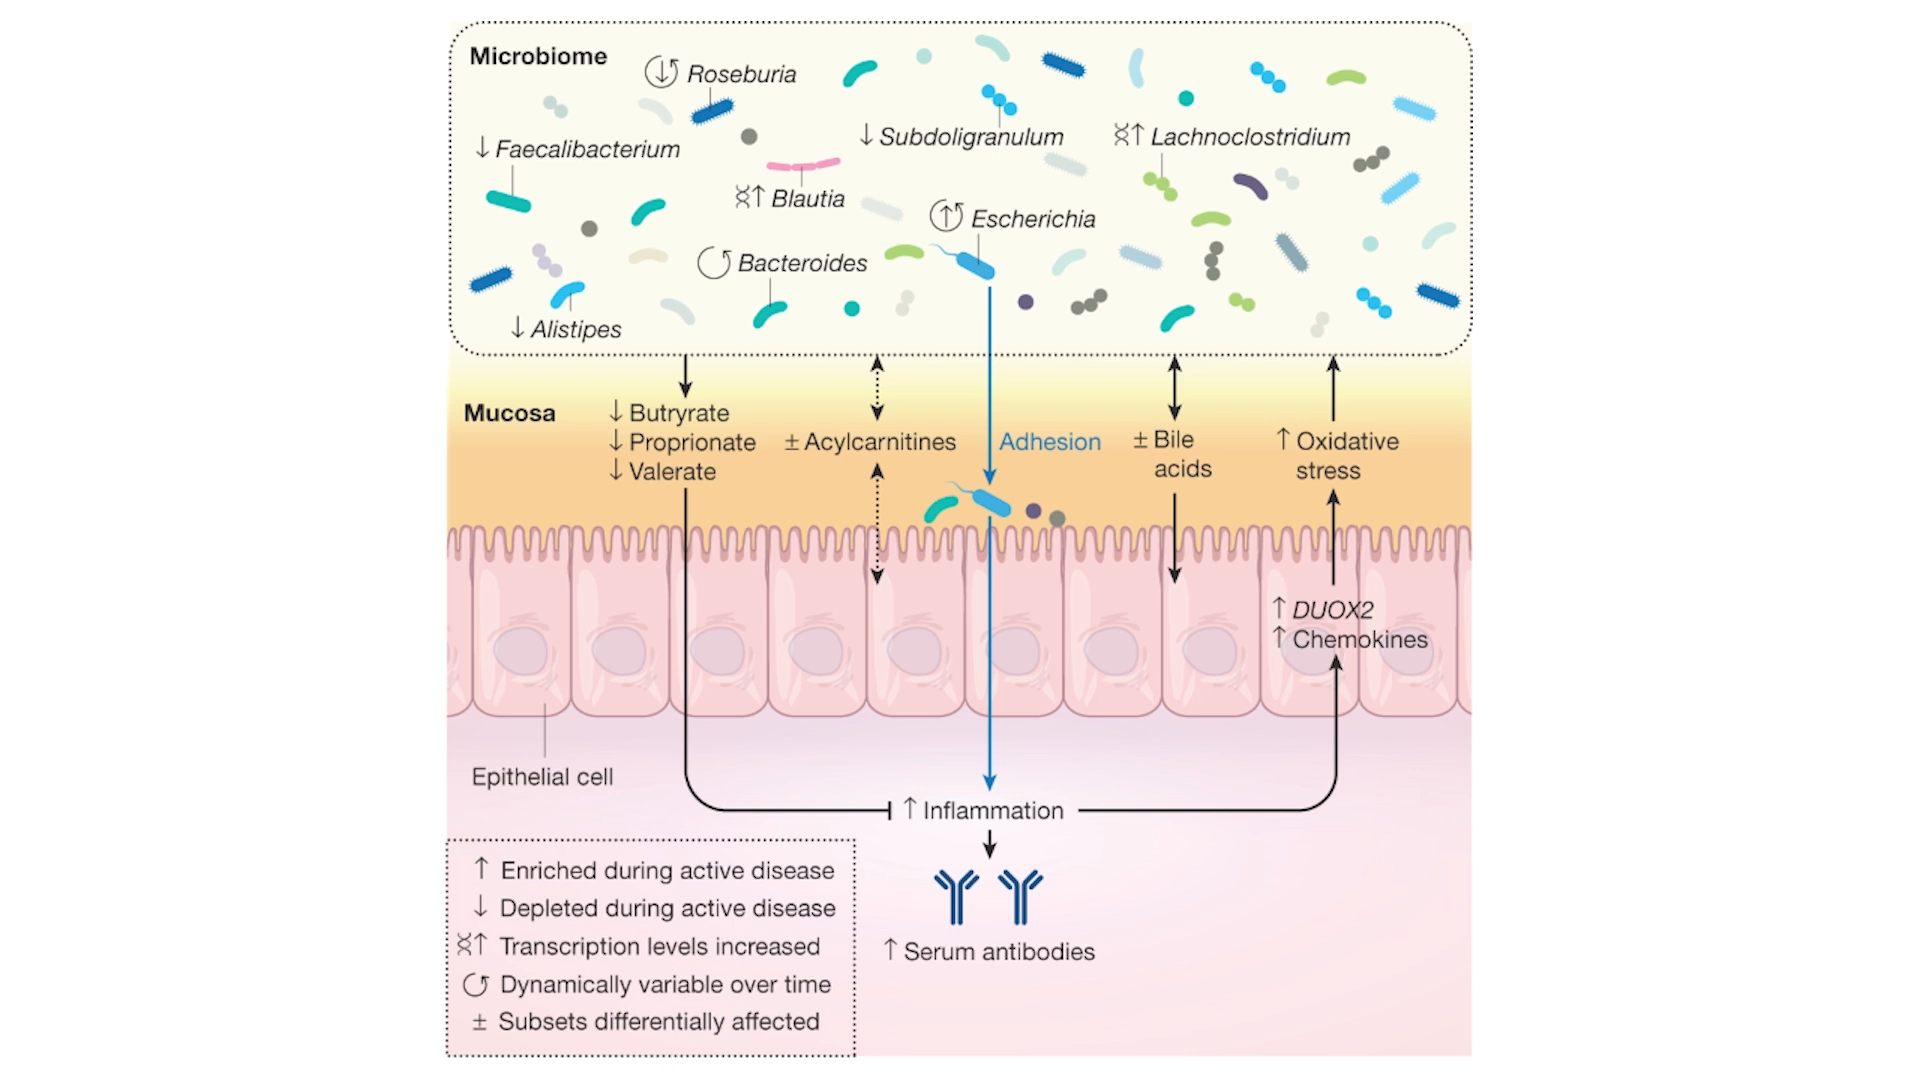 Microbiome
↓ Roseburia
↓ Faecalibacterium
↓ Subdoligranulum
↑ Lachnoclostridium
↑ Blautia
↑ Escherichia
Bacteroides
↓ Alistipes
Mucosa
↓ Butryrate
↓ Proprionate
↓ Valerate
± Acylcarnitines
Adhesion
± Bile
acids
↑ Oxidative
stress
↑ DUOX2
↑ Chemokines
Epithelial cell
↑ Inflammation
↑ Serum antibodies
↑ Enriched during active disease
↓ Depleted during active disease
↑ Transcription levels increased
Dynamically variable over time
± Subsets differentially affected